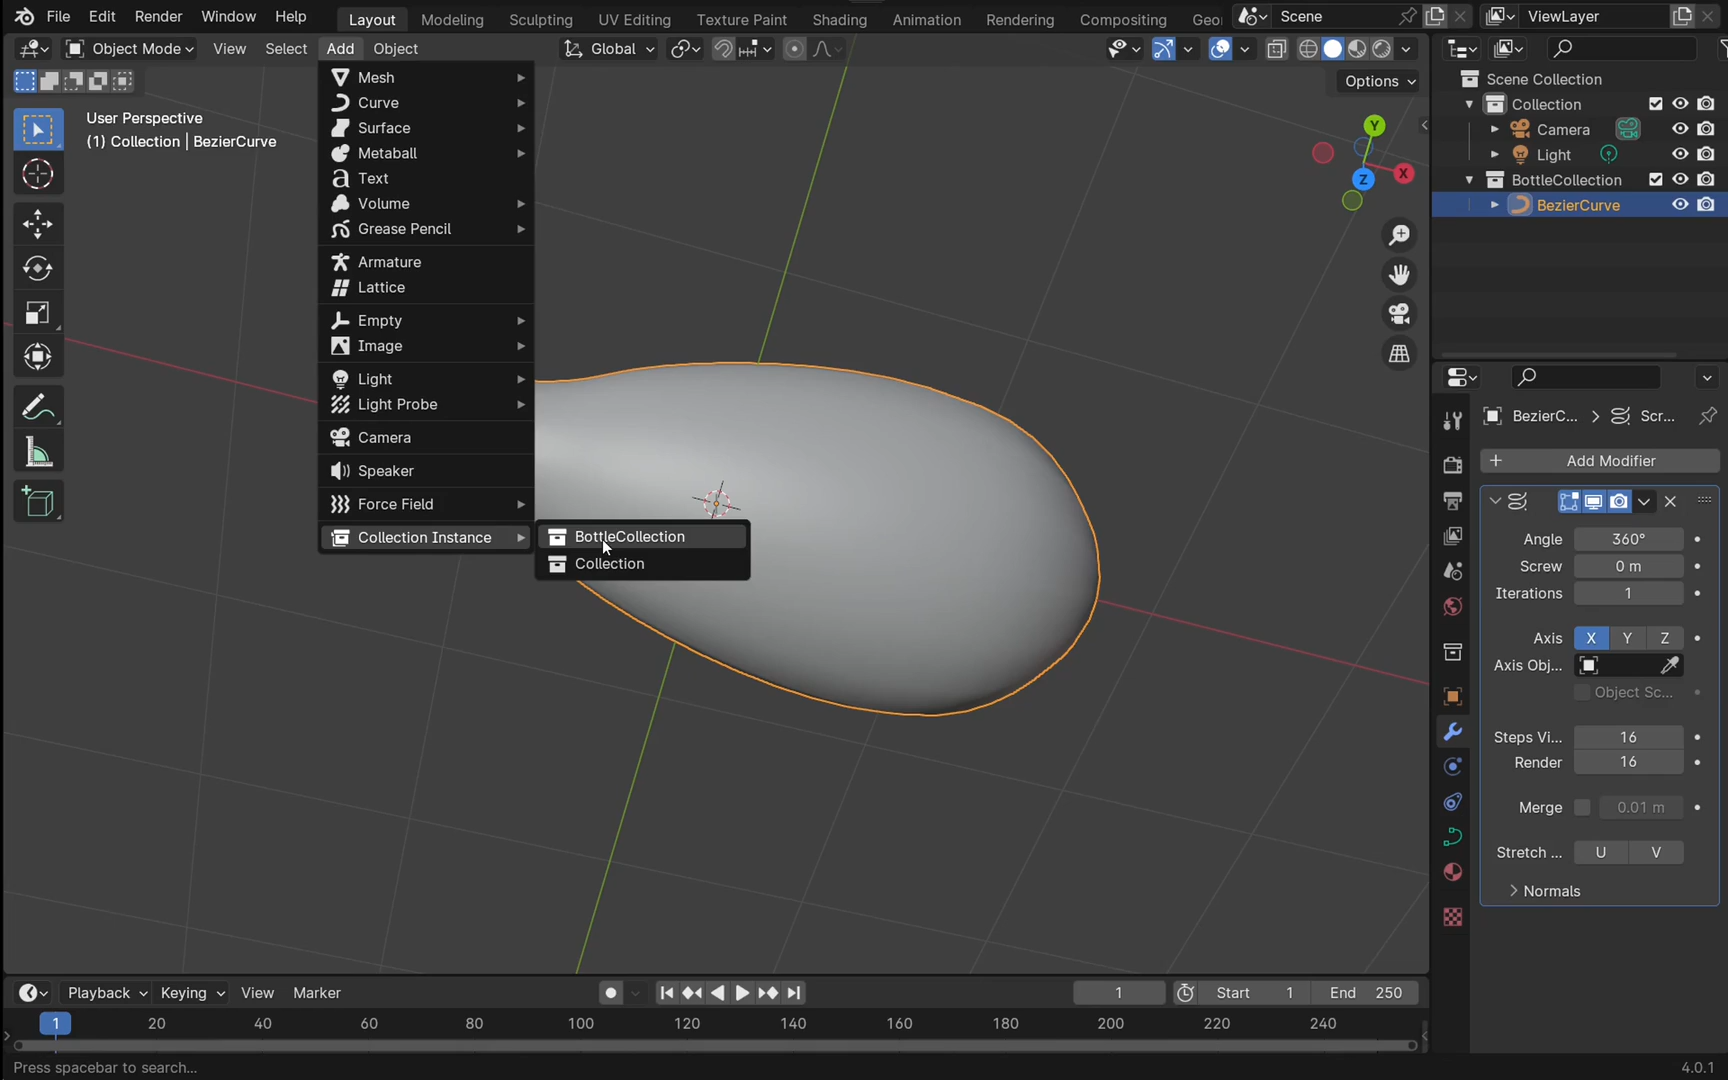 File Edit Render Window Help Layout Modeling Sculpting UV Editing Texture Paint Shading Animation Rendering Compositing Geo Scene ViewLayer
Object Mode View Select Add Object Global
Options
User Perspective
(1) Collection | BezierCurve
Mesh
Curve
Surface
Metaball
Text
Volume
Grease Pencil
Armature
Lattice
Empty
Image
Light
Light Probe
Camera
Speaker
Force Field
Collection Instance
BottleCollection
Collection
Y
X
Z
Scene Collection
Collection
Camera
Light
BottleCollection
BezierCurve
BezierC... > Scr...
+ Add Modifier
Angle 360°
Screw 0 m
Iterations 1
Axis X Y Z
Axis Obj...
Object Sc...
Steps Vi... 16
Render 16
Merge 0.01 m
Stretch ... U V
Normals
Playback Keying View Marker 1 Start 1 End 250
1 20 40 60 80 100 120 140 160 180 200 220 240
Press spacebar to search... 4.0.1